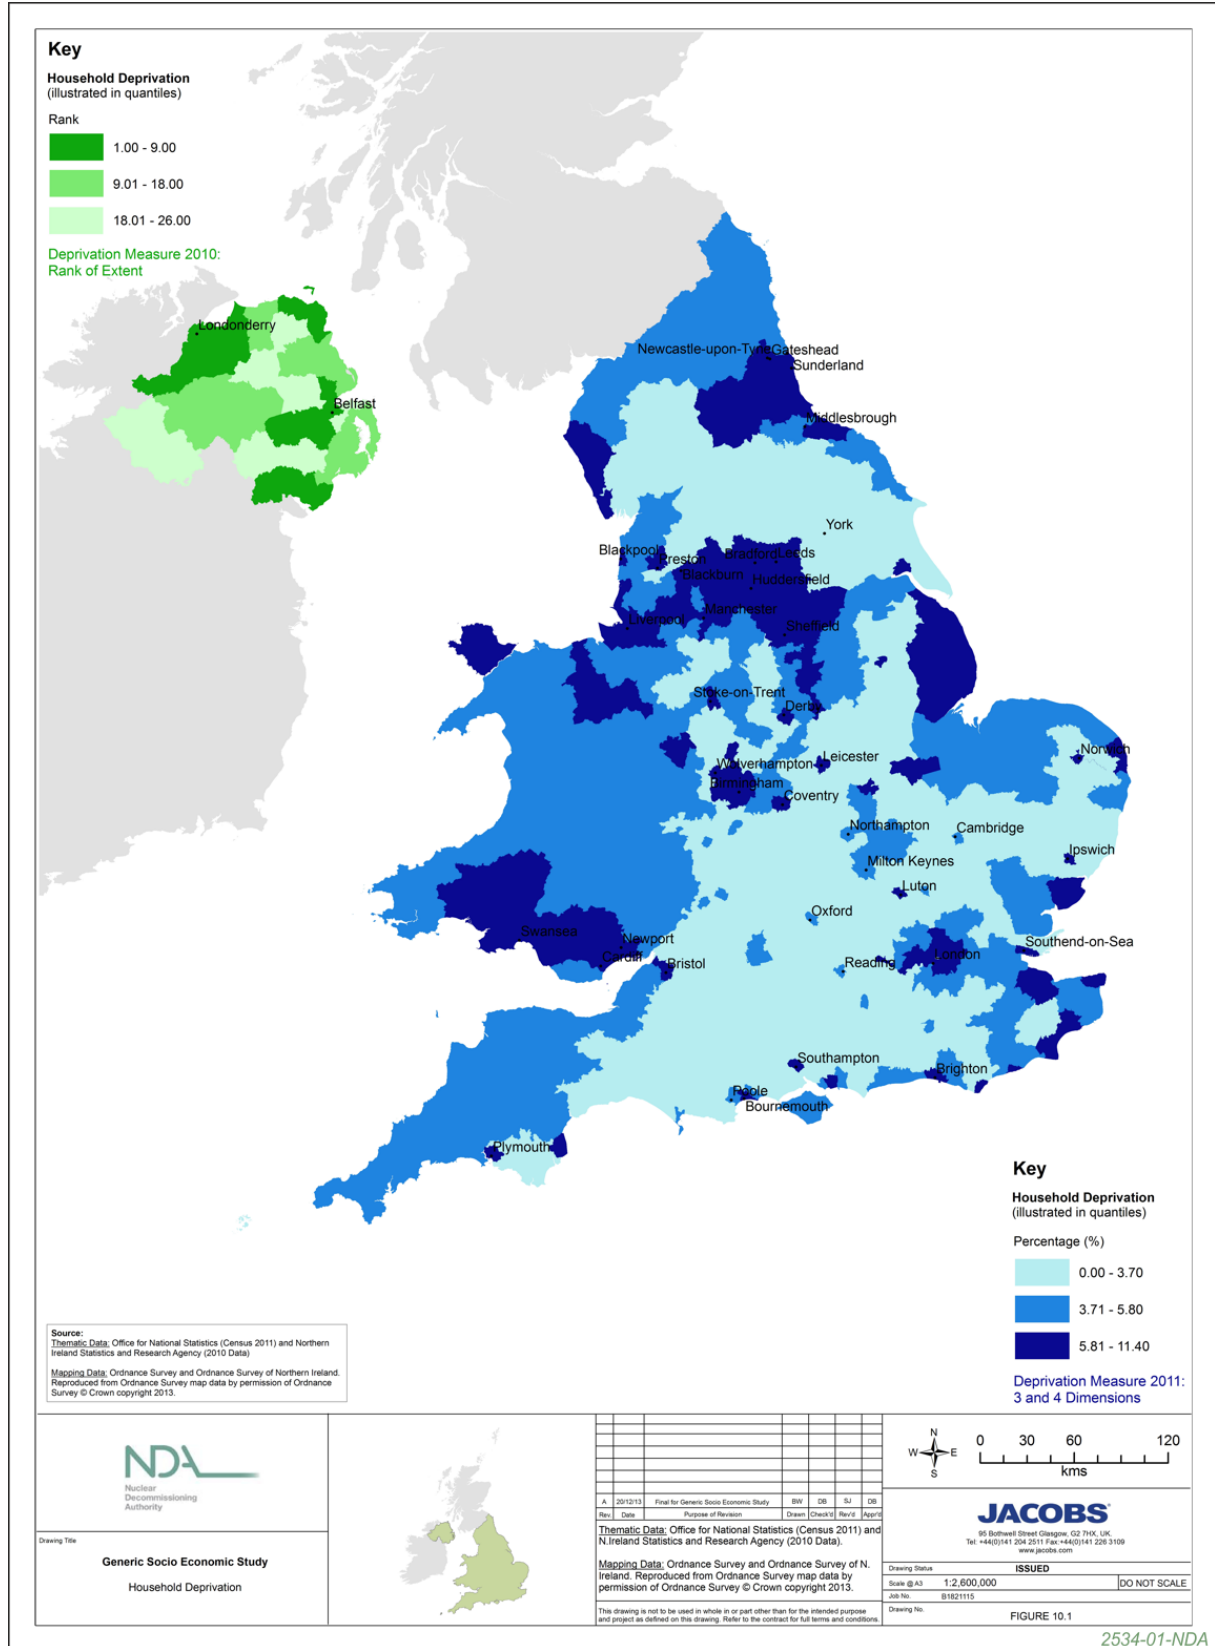 Key
Household Deprivation
(illustrated in quantiles)
Rank
1.00 - 9.00
9.01 - 18.00
18.01 - 26.00
Deprivation Measure 2010:
Rank of Extent
Londonderry
Belfast
Newcastle-upon-Tyne
Gateshead
Sunderland
Middlesbrough
York
Blackpool
Preston
Bradford
Leeds
Blackburn
Huddersfield
Manchester
Liverpool
Sheffield
Stoke-on-Trent
Derby
Norwich
Wolverhampton
Leicester
Birmingham
Coventry
Northampton
Cambridge
Ipswich
Milton Keynes
Luton
Oxford
Swansea
Newport
Cardiff
Bristol
Southend-on-Sea
London
Reading
Southampton
Brighton
Poole
Bournemouth
Plymouth
Key
Household Deprivation
(illustrated in quantiles)
Percentage (%)
0.00 - 3.70
3.71 - 5.80
5.81 - 11.40
Deprivation Measure 2011:
3 and 4 Dimensions
Source:
Thematic Data: Office for National Statistics (Census 2011) and Northern
Ireland Statistics and Research Agency (2010 Data)
Mapping Data: Ordnance Survey and Ordnance Survey of Northern Ireland.
Reproduced from Ordnance Survey map data by permission of Ordnance
Survey © Crown copyright 2013.
NDA
Nuclear
Decommissioning
Authority
Drawing Title
Generic Socio Economic Study
Household Deprivation
A 20/12/13 Final for Generic Socio Economic Study BW DB SJ DB
Rev. Date Purpose of Revision Drawn Check'd Rev'd Appr'd
Thematic Data: Office for National Statistics (Census 2011) and
N.Ireland Statistics and Research Agency (2010 Data).
Mapping Data: Ordnance Survey and Ordnance Survey of N.
Ireland. Reproduced from Ordnance Survey map data by
permission of Ordnance Survey © Crown copyright 2013.
This drawing is not to be used in whole in or part other than for the intended purpose
and project as defined on this drawing. Refer to the contract for full terms and conditions.
N
W E
S
0 30 60 120
kms
JACOBS
95 Bothwell Street Glasgow, G2 7HX, UK.
Tel: +44(0)141 204 2511 Fax:+44(0)141 226 3109
www.jacobs.com
Drawing Status ISSUED
Scale @ A3 1:2,600,000 DO NOT SCALE
Job No. B1821115
Drawing No. FIGURE 10.1
2534-01-NDA